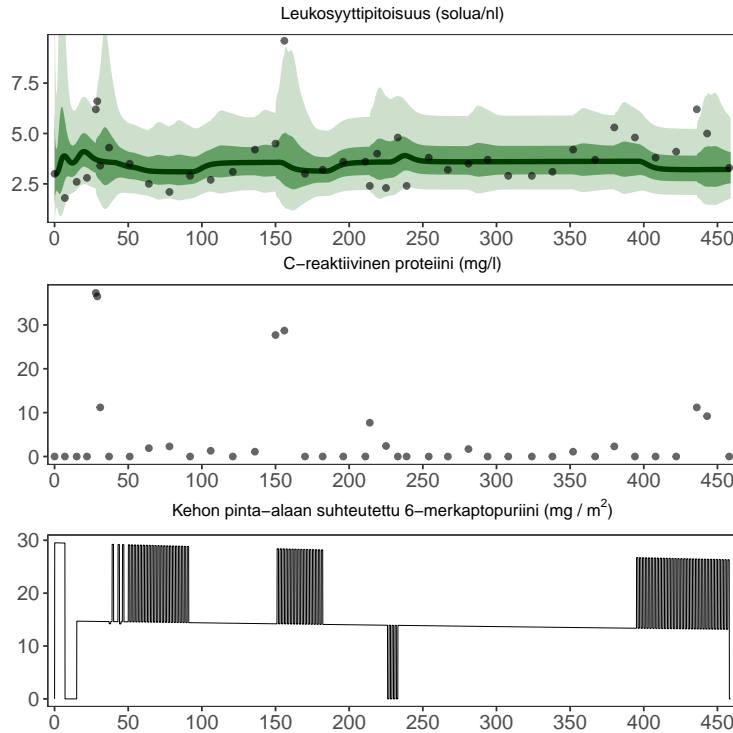 Leukosyyttipitoisuus (solua/nl)
7.5
5.0
2.5
0 50 100 150 200 250 300 350 400 450
C−reaktiivinen proteiini (mg/l)
30
20
10
0
0 50 100 150 200 250 300 350 400 450
Kehon pinta−alaan suhteutettu 6−merkaptopuriini (mg / m²)
30
20
10
0
0 50 100 150 200 250 300 350 400 450